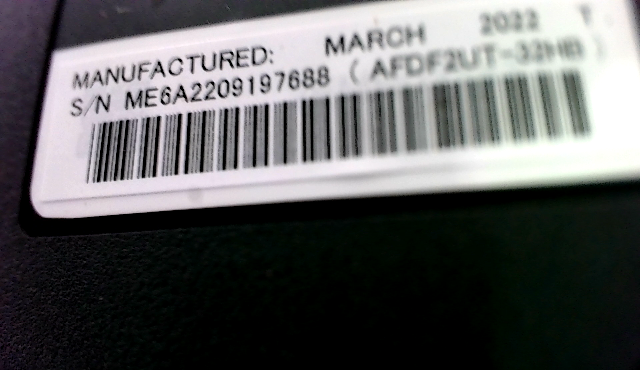 MANUFACTURED: MARCH 2022 T
S/N ME6A2209197688 ( AFDF2UT-32HB )